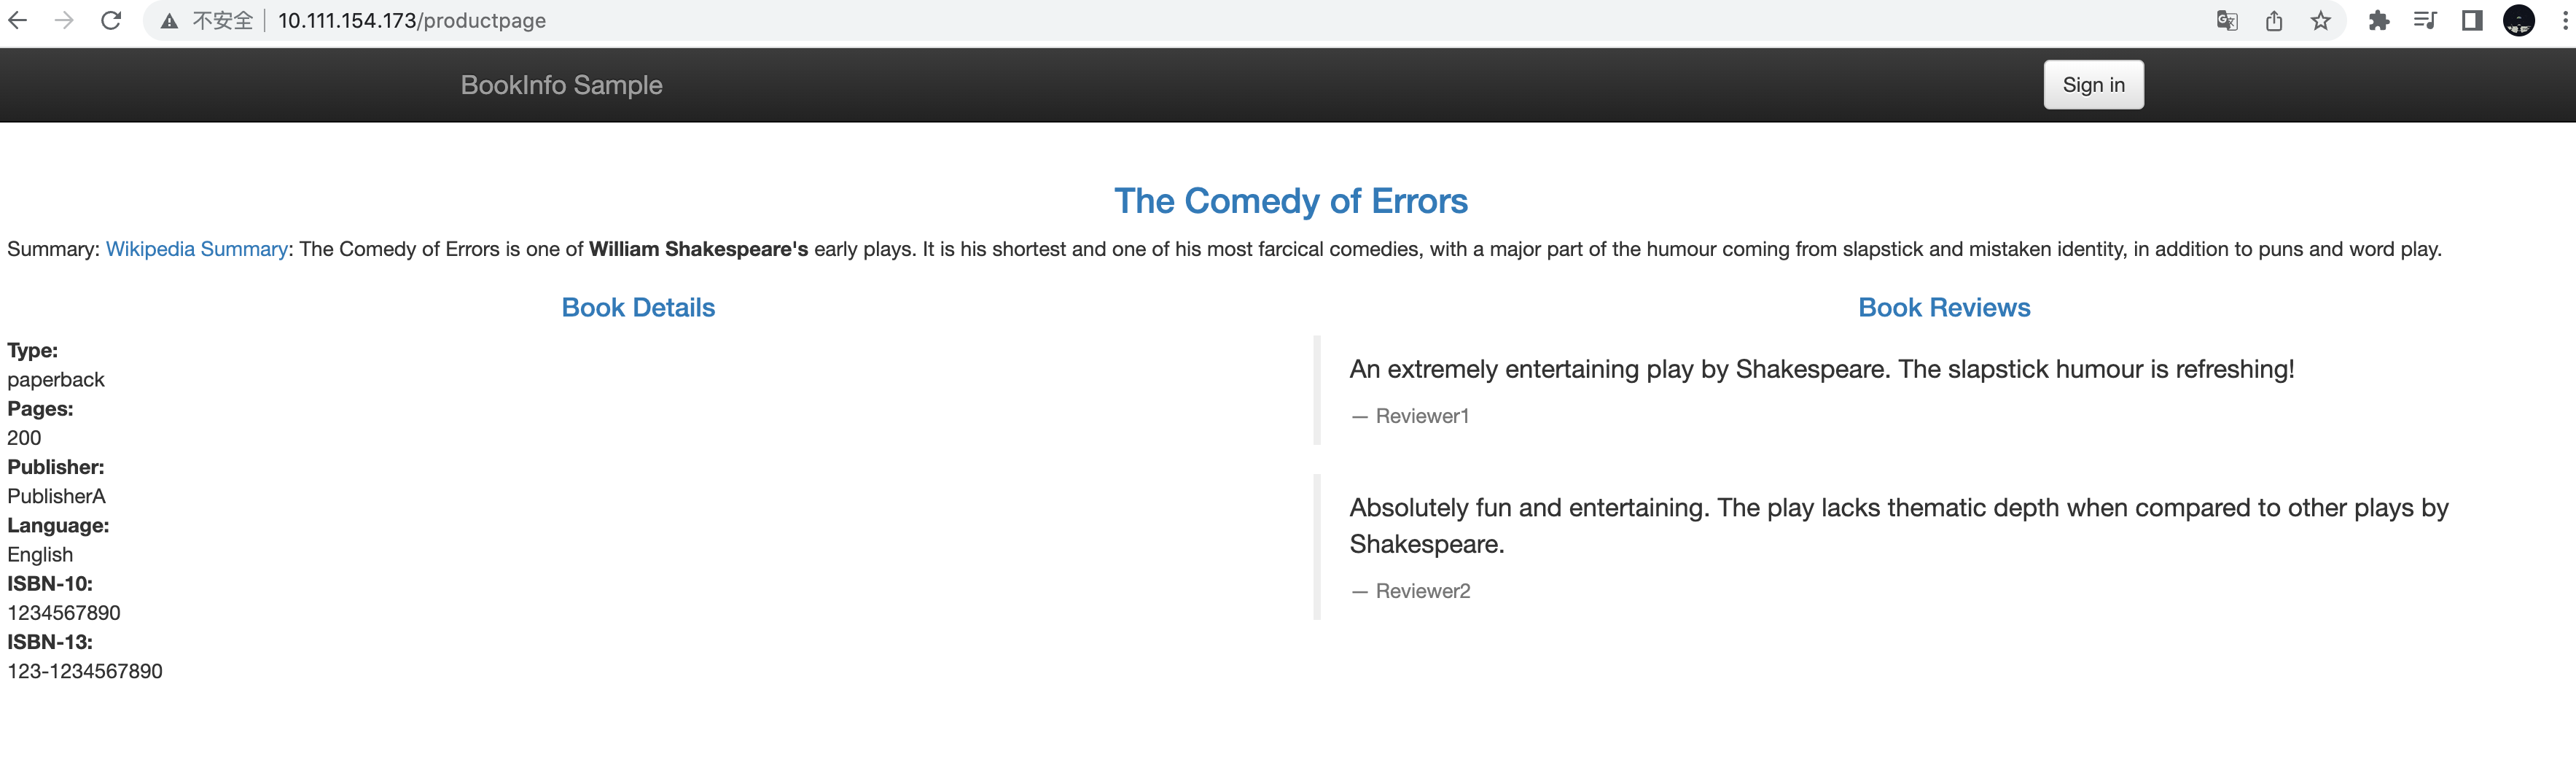 不安全 10.111.154.173/productpage
BookInfo Sample
Sign in
The Comedy of Errors
Summary: Wikipedia Summary: The Comedy of Errors is one of William Shakespeare's early plays. It is his shortest and one of his most farcical comedies, with a major part of the humour coming from slapstick and mistaken identity, in addition to puns and word play.
Book Details
Type:
paperback
Pages:
200
Publisher:
PublisherA
Language:
English
ISBN-10:
1234567890
ISBN-13:
123-1234567890
Book Reviews
An extremely entertaining play by Shakespeare. The slapstick humour is refreshing!
— Reviewer1
Absolutely fun and entertaining. The play lacks thematic depth when compared to other plays by
Shakespeare.
— Reviewer2